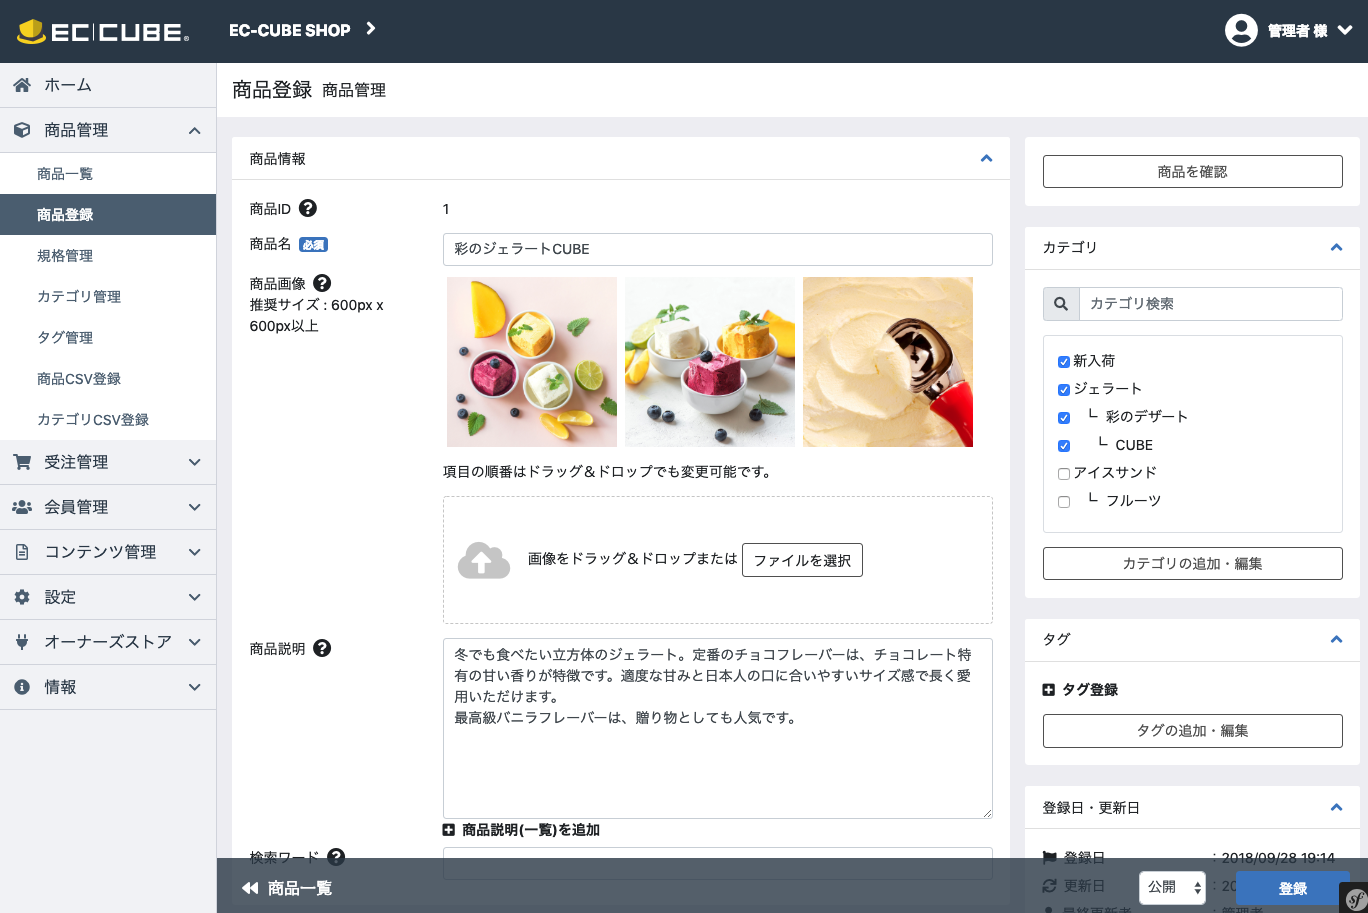 EC CUBE®
EC-CUBE SHOP
管理者 様
ホーム
商品管理
商品一覧
商品登録
規格管理
カテゴリ管理
タグ管理
商品CSV登録
カテゴリCSV登録
受注管理
会員管理
コンテンツ管理
設定
オーナーズストア
情報
商品登録 商品管理
商品情報
商品ID
1
商品名 必須
彩のジェラートCUBE
商品画像
推奨サイズ : 600px x
600px以上
項目の順番はドラッグ＆ドロップでも変更可能です。
画像をドラッグ＆ドロップまたは ファイルを選択
商品説明
冬でも食べたい立方体のジェラート。定番のチョコフレーバーは、チョコレート特
有の甘い香りが特徴です。適度な甘みと日本人の口に合いやすいサイズ感で長く愛
用いただけます。
最高級バニラフレーバーは、贈り物としても人気です。
商品説明(一覧)を追加
検索ワード
商品を確認
カテゴリ
カテゴリ検索
新入荷
ジェラート
└ 彩のデザート
└ CUBE
アイスサンド
└ フルーツ
カテゴリの追加・編集
タグ
タグ登録
タグの追加・編集
登録日・更新日
登録日 : 2018/09/28 19:14
更新日 : 20
最終更新者 : 管理者
商品一覧
公開
登録
sf